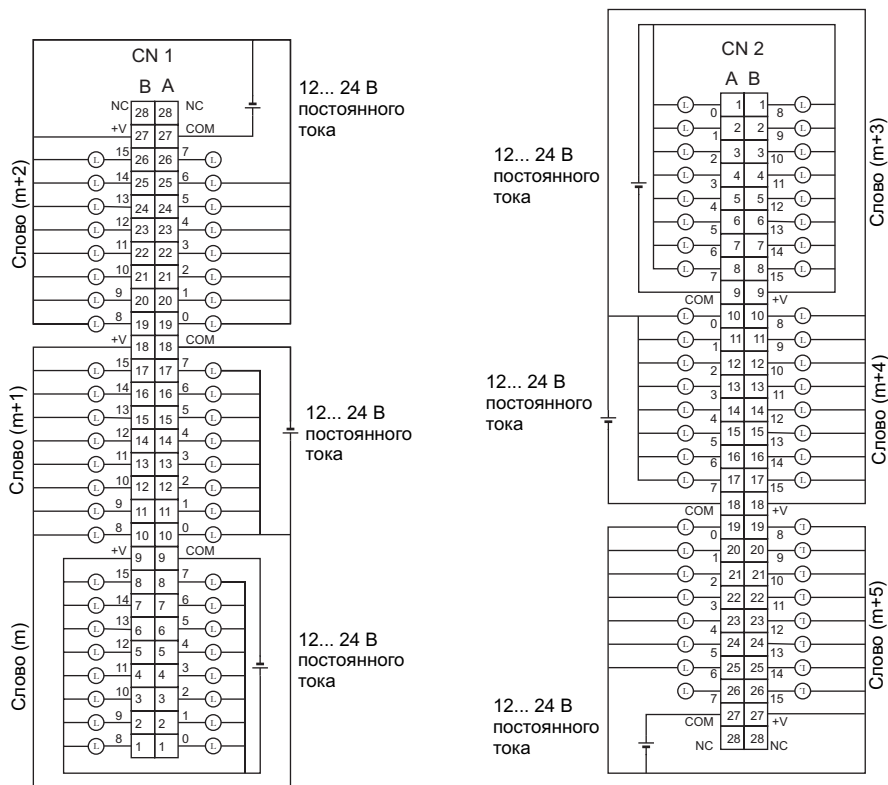 CN 1
B A
NC 28 28 NC
+V 27 27 COM
15 26 26 7
14 25 25 6
13 24 24 5
12 23 23 4
11 22 22 3
10 21 21 2
9 20 20 1
8 19 19 0
+V 18 18 COM
15 17 17 7
14 16 16 6
13 15 15 5
12 14 14 4
11 13 13 3
10 12 12 2
9 11 11 1
8 10 10 0
+V 9 9 COM
15 8 8 7
14 7 7 6
13 6 6 5
12 5 5 4
11 4 4 3
10 3 3 2
9 2 2 1
8 1 1 0
Слово (m+2)
Слово (m+1)
Слово (m)
12... 24 В
постоянного
тока
12... 24 В
постоянного
тока
12... 24 В
постоянного
тока
CN 2
A B
0 1 1 8
1 2 2 9
2 3 3 10
3 4 4 11
4 5 5 12
5 6 6 13
6 7 7 14
7 8 8 15
COM 9 9 +V
0 10 10 8
1 11 11 9
2 12 12 10
3 13 13 11
4 14 14 12
5 15 15 13
6 16 16 14
7 17 17 15
COM 18 18 +V
0 19 19 8
1 20 20 9
2 21 21 10
3 22 22 11
4 23 23 12
5 24 24 13
6 25 25 14
7 26 26 15
COM 27 27 +V
NC 28 28 NC
12... 24 В
постоянного
тока
12... 24 В
постоянного
тока
12... 24 В
постоянного
тока
Слово (m+3)
Слово (m+4)
Слово (m+5)